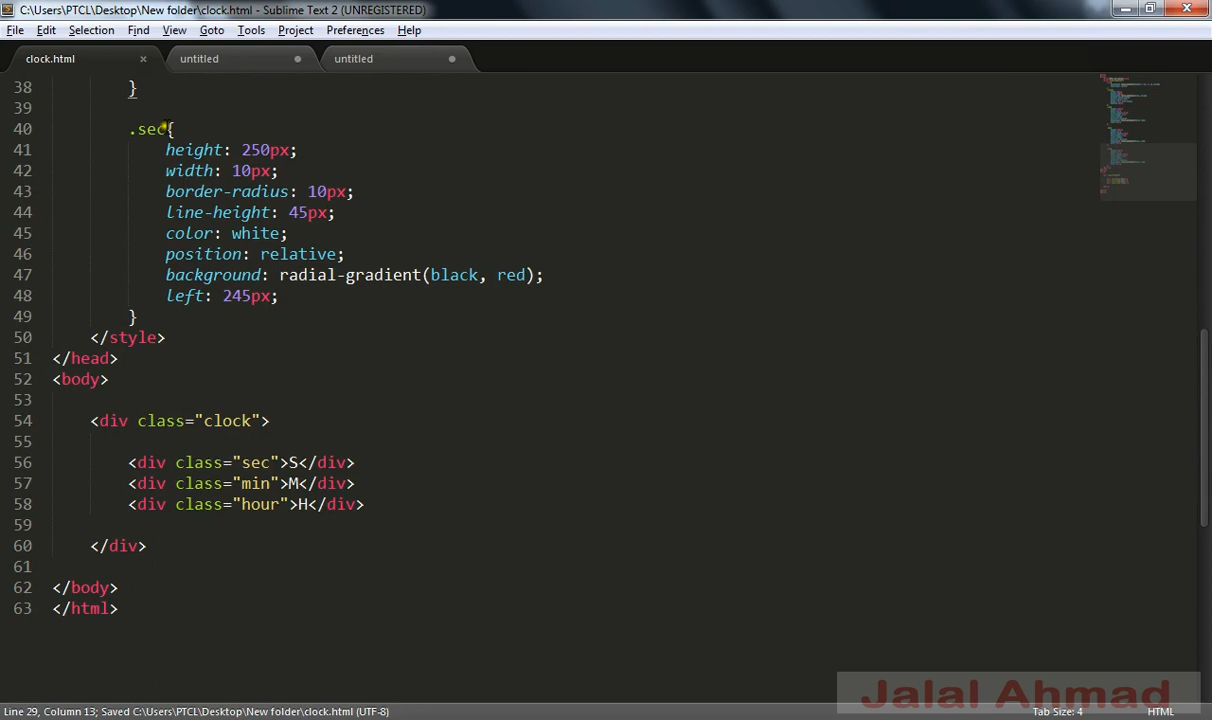 C:\Users\PTCL\Desktop\New folder\clock.html - Sublime Text 2 (UNREGISTERED)
File Edit Selection Find View Goto Tools Project Preferences Help
clock.html untitled untitled
38 }
39
40 .sec{
41 height: 250px;
42 width: 10px;
43 border-radius: 10px;
44 line-height: 45px;
45 color: white;
46 position: relative;
47 background: radial-gradient(black, red);
48 left: 245px;
49 }
50 </style>
51 </head>
52 <body>
53
54 <div class="clock">
55
56 <div class="sec">S</div>
57 <div class="min">M</div>
58 <div class="hour">H</div>
59
60 </div>
61
62 </body>
63 </html>
Jalal Ahmad
Line 29, Column 13; Saved C:\Users\PTCL\Desktop\New folder\clock.html (UTF-8) Tab Size: 4 HTML